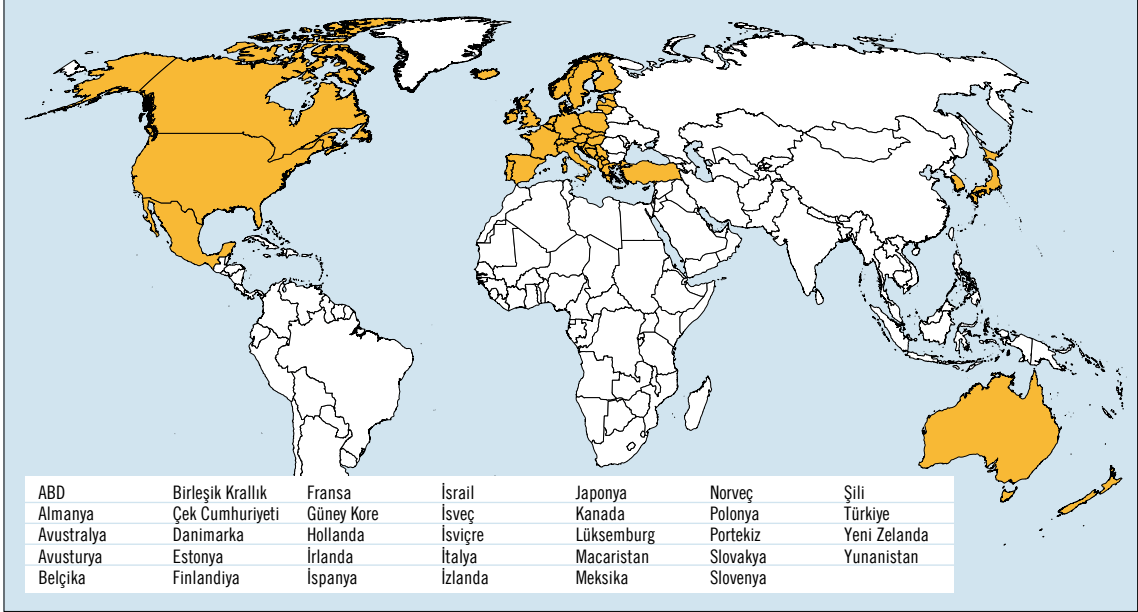 ABD Birleşik Krallık Fransa İsrail Japonya Norveç Şili
Almanya Çek Cumhuriyeti Güney Kore İsveç Kanada Polonya Türkiye
Avustralya Danimarka Hollanda İsviçre Lüksemburg Portekiz Yeni Zelanda
Avusturya Estonya İrlanda İtalya Macaristan Slovakya Yunanistan
Belçika Finlandiya İspanya İzlanda Meksika Slovenya